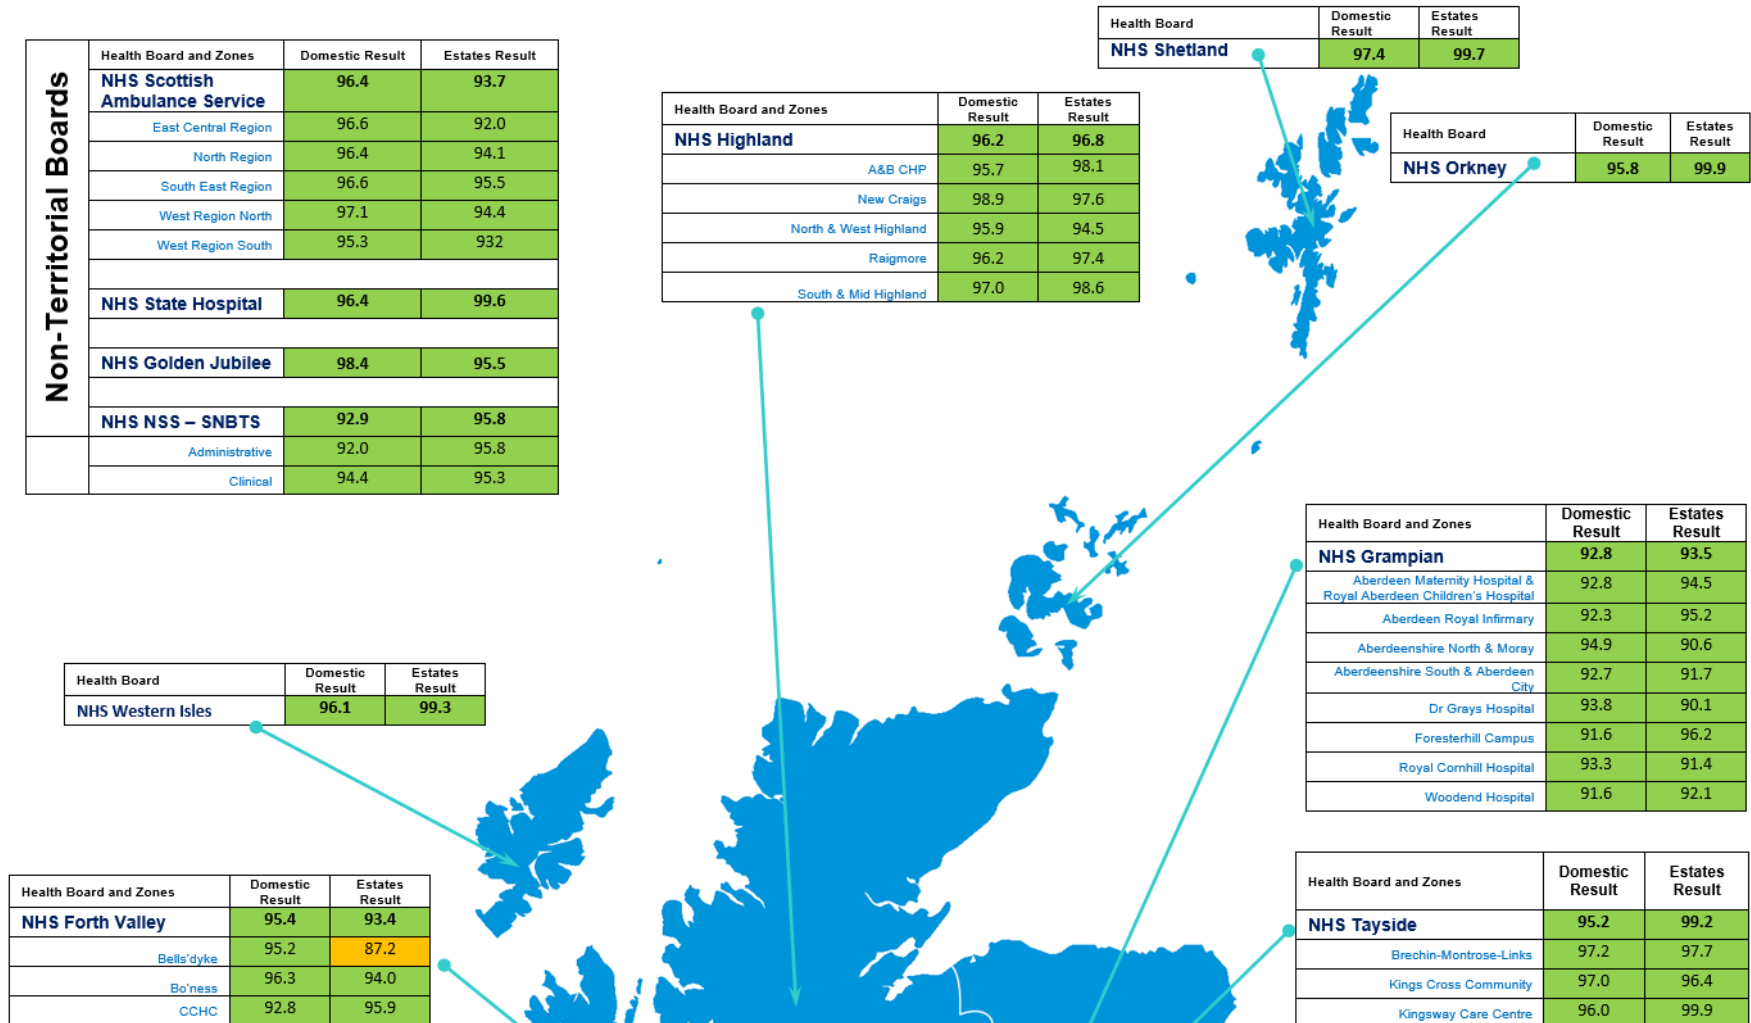 Non-Territorial Boards
Health Board and Zones Domestic Result Estates Result
NHS Scottish
Ambulance Service 96.4 93.7
East Central Region 96.6 92.0
North Region 96.4 94.1
South East Region 96.6 95.5
West Region North 97.1 94.4
West Region South 95.3 932
NHS State Hospital 96.4 99.6
NHS Golden Jubilee 98.4 95.5
NHS NSS – SNBTS 92.9 95.8
Administrative 92.0 95.8
Clinical 94.4 95.3
Health Board and Zones Domestic Result Estates Result
NHS Highland 96.2 96.8
A&B CHP 95.7 98.1
New Craigs 98.9 97.6
North & West Highland 95.9 94.5
Raigmore 96.2 97.4
South & Mid Highland 97.0 98.6
Health Board Domestic Result Estates Result
NHS Shetland 97.4 99.7
Health Board Domestic Result Estates Result
NHS Orkney 95.8 99.9
Health Board and Zones Domestic Result Estates Result
NHS Grampian 92.8 93.5
Aberdeen Maternity Hospital &
Royal Aberdeen Children's Hospital 92.8 94.5
Aberdeen Royal Infirmary 92.3 95.2
Aberdeenshire North & Moray 94.9 90.6
Aberdeenshire South & Aberdeen
City 92.7 91.7
Dr Grays Hospital 93.8 90.1
Foresterhill Campus 91.6 96.2
Royal Cornhill Hospital 93.3 91.4
Woodend Hospital 91.6 92.1
Health Board Domestic Result Estates Result
NHS Western Isles 96.1 99.3
Health Board and Zones Domestic Result Estates Result
NHS Forth Valley 95.4 93.4
Bells'dyke 95.2 87.2
Bo'ness 96.3 94.0
CCHC 92.8 95.9
Health Board and Zones Domestic Result Estates Result
NHS Tayside 95.2 99.2
Brechin-Montrose-Links 97.2 97.7
Kings Cross Community 97.0 96.4
Kingsway Care Centre 96.0 99.9